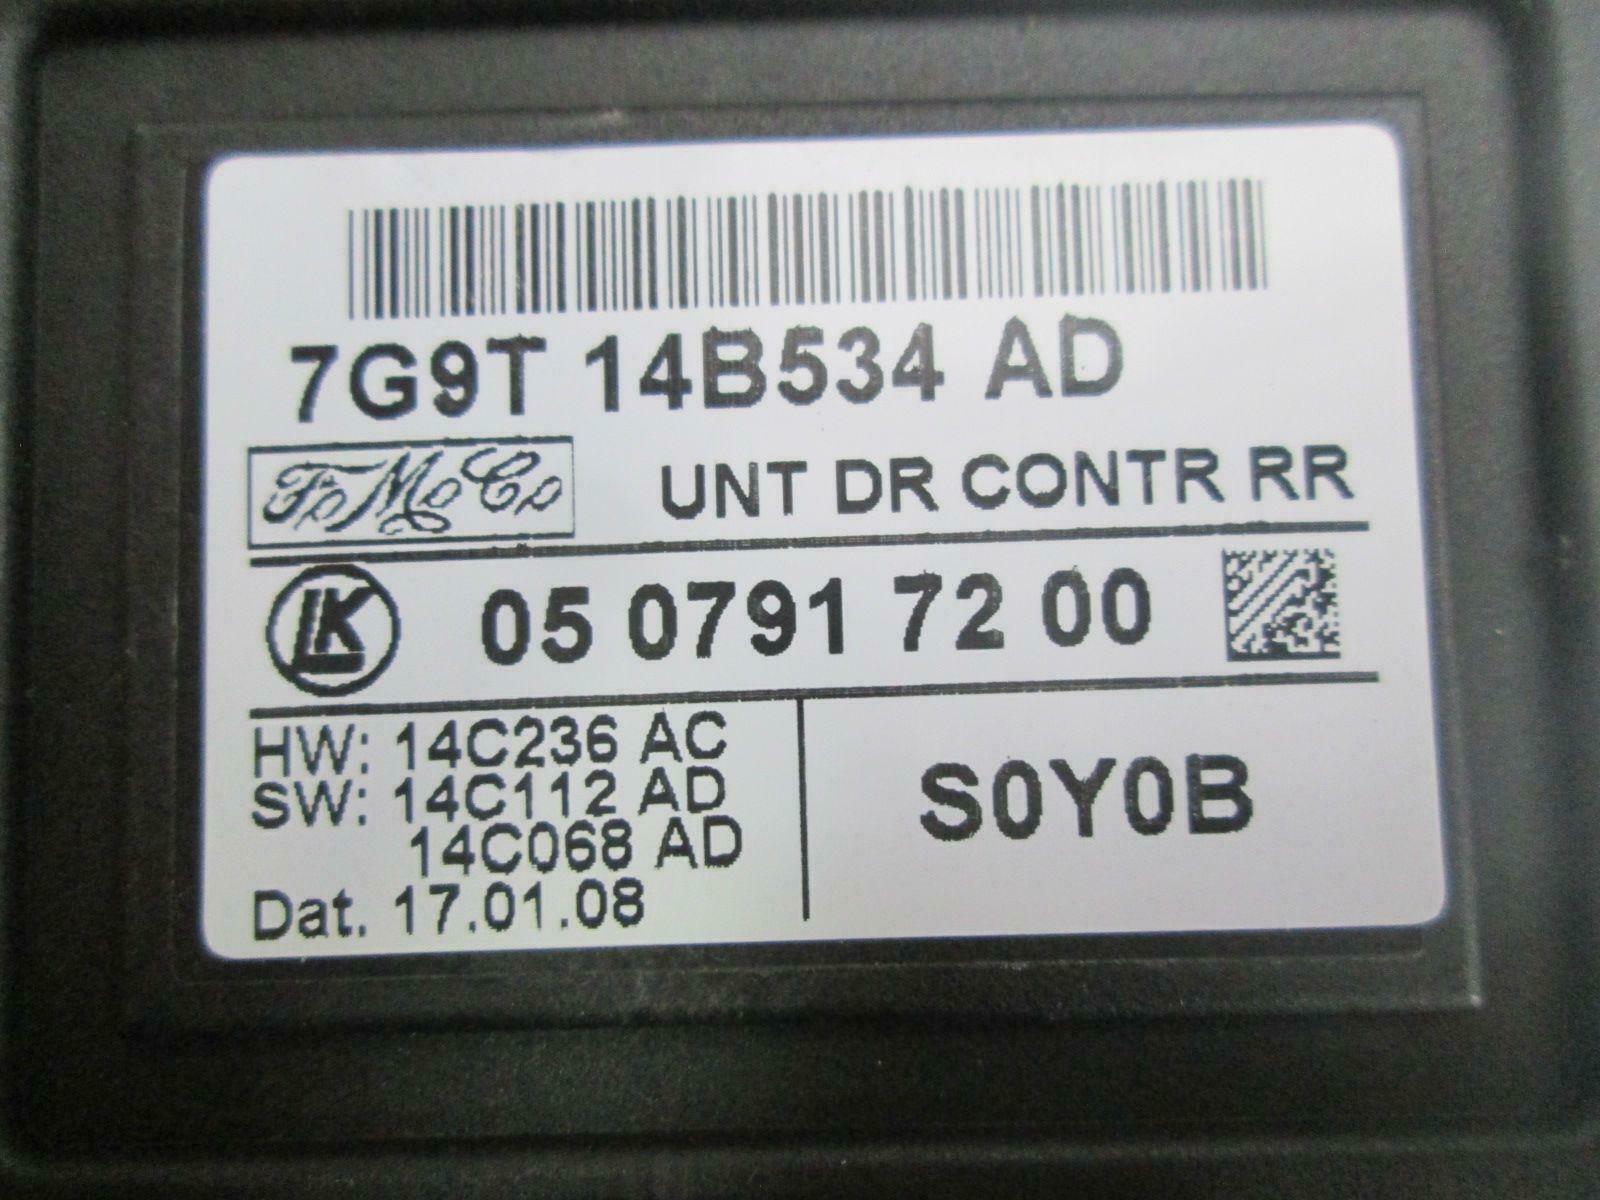 7G9T 14B534 AD
FoMoCo
UNT DR CONTR RR
LK
05 0791 72 00
HW: 14C236 AC
SW: 14C112 AD
14C068 AD
Dat. 17.01.08
S0Y0B